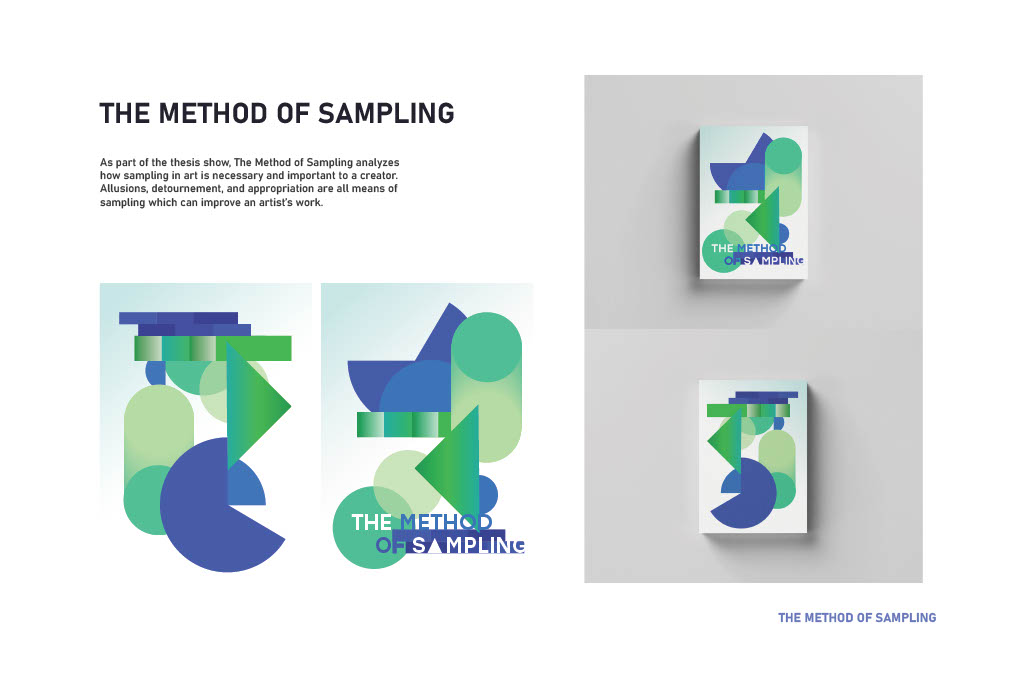 THE METHOD OF SAMPLING
As part of the thesis show, The Method of Sampling analyzes
how sampling in art is necessary and important to a creator.
Allusions, detournement, and appropriation are all means of
sampling which can improve an artist's work.
THE METHOD
OF SAMPLING
THE METHOD
OF SAMPLING
THE METHOD OF SAMPLING